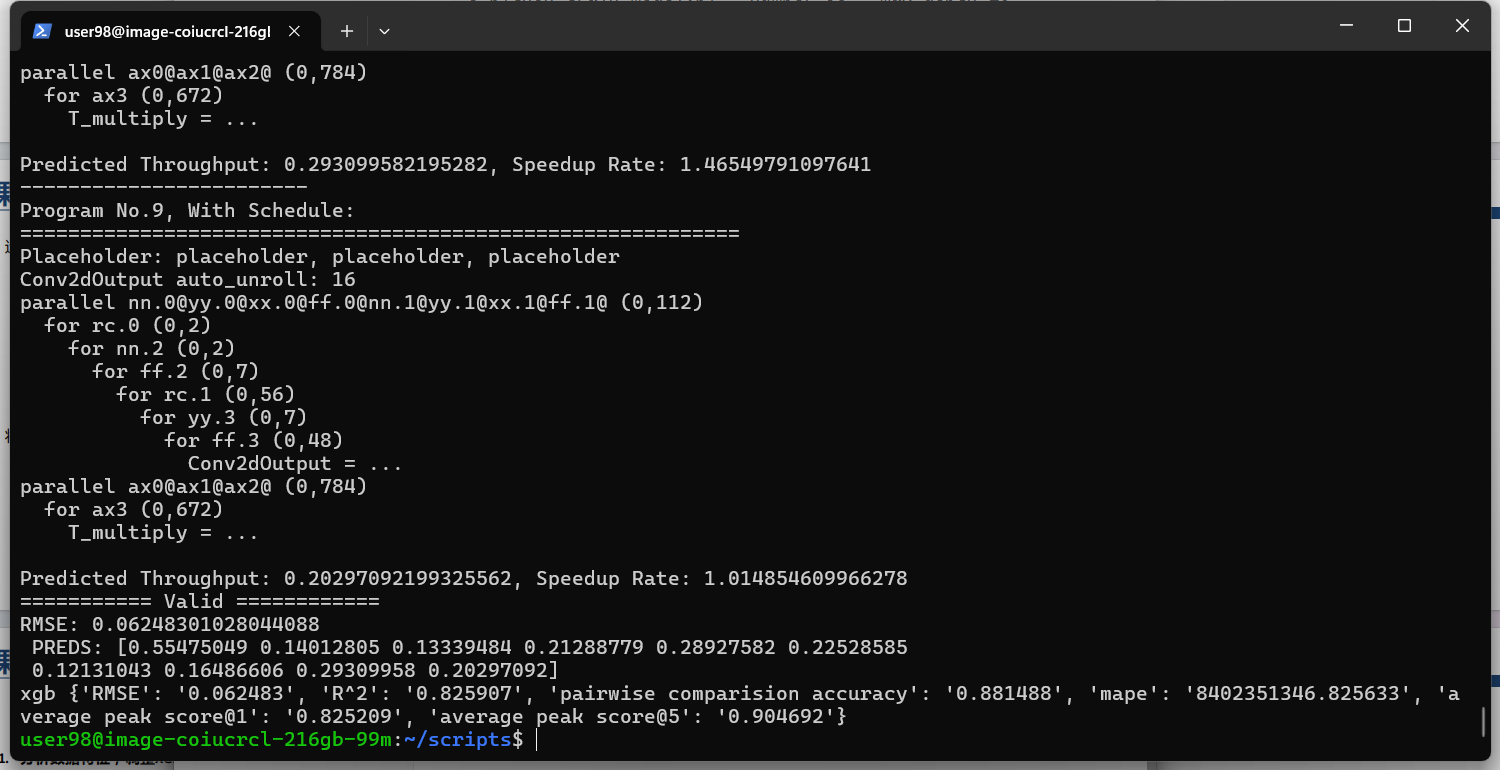 user98@image-coiucrcl-216gl
parallel ax0@ax1@ax2@ (0,784)
  for ax3 (0,672)
    T_multiply = ...

Predicted Throughput: 0.293099582195282, Speedup Rate: 1.46549791097641
------------------------
Program No.9, With Schedule:
============================================================
Placeholder: placeholder, placeholder, placeholder
Conv2dOutput auto_unroll: 16
parallel nn.0@yy.0@xx.0@ff.0@nn.1@yy.1@xx.1@ff.1@ (0,112)
  for rc.0 (0,2)
    for nn.2 (0,2)
      for ff.2 (0,7)
        for rc.1 (0,56)
          for yy.3 (0,7)
            for ff.3 (0,48)
              Conv2dOutput = ...
parallel ax0@ax1@ax2@ (0,784)
  for ax3 (0,672)
    T_multiply = ...

Predicted Throughput: 0.20297092199325562, Speedup Rate: 1.014854609966278
=========== Valid ============
RMSE: 0.06248301028044088
 PREDS: [0.55475049 0.14012805 0.13339484 0.21288779 0.28927582 0.22528585
 0.12131043 0.16486606 0.29309958 0.20297092]
xgb {'RMSE': '0.062483', 'R^2': '0.825907', 'pairwise comparision accuracy': '0.881488', 'mape': '8402351346.825633', 'a
verage peak score@1': '0.825209', 'average peak score@5': '0.904692'}
user98@image-coiucrcl-216gb-99m:~/scripts$